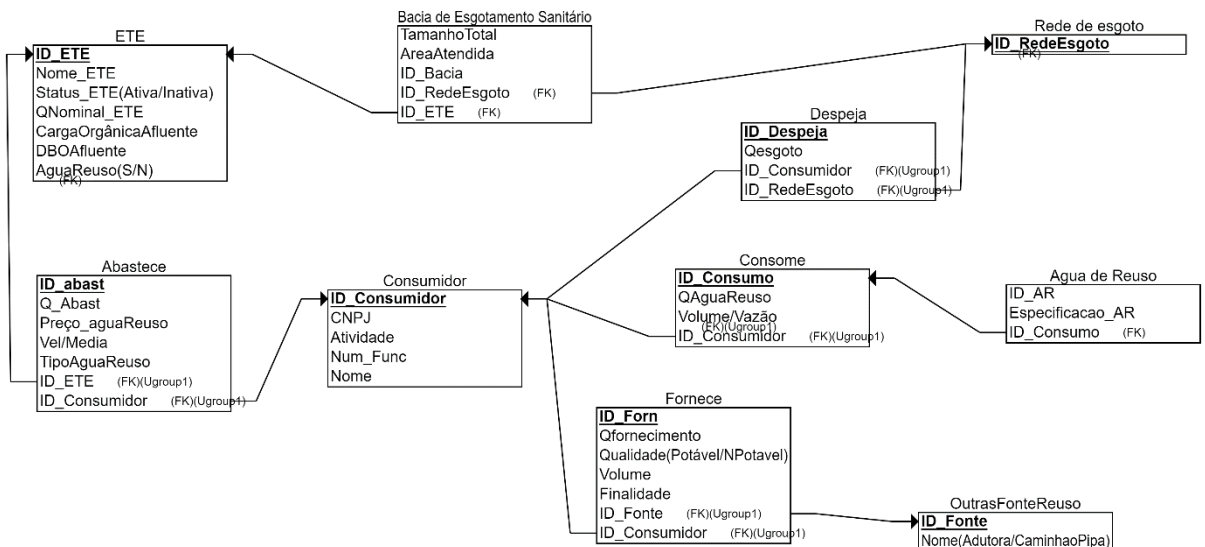 ETE
ID_ETE
Nome_ETE
Status_ETE(Ativa/Inativa)
QNominal_ETE
CargaOrgânicaAfluente
DBOAfluente
AguaReuso(S/N)
(FK)
Bacia de Esgotamento Sanitário
TamanhoTotal
AreaAtendida
ID_Bacia
ID_RedeEsgoto (FK)
ID_ETE (FK)
Rede de esgoto
ID_RedeEsgoto
(FK)
Despeja
ID_Despeja
Qesgoto
ID_Consumidor (FK)(Ugroup1)
ID_RedeEsgoto (FK)(Ugroup1)
Abastece
ID_abast
Q_Abast
Preço_aguaReuso
Vel/Media
TipoAguaReuso
ID_ETE (FK)(Ugroup1)
ID_Consumidor (FK)(Ugroup1)
Consumidor
ID_Consumidor
CNPJ
Atividade
Num_Func
Nome
Consome
ID_Consumo
QAguaReuso
Volume/Vazão
(FK)(Ugroup1)
ID_Consumidor (FK)(Ugroup1)
Agua de Reuso
ID_AR
Especificacao_AR
ID_Consumo (FK)
Fornece
ID_Forn
Qfornecimento
Qualidade(Potável/NPotavel)
Volume
Finalidade
ID_Fonte (FK)(Ugroup1)
ID_Consumidor (FK)(Ugroup1)
OutrasFonteReuso
ID_Fonte
Nome(Adutora/CaminhaoPipa)